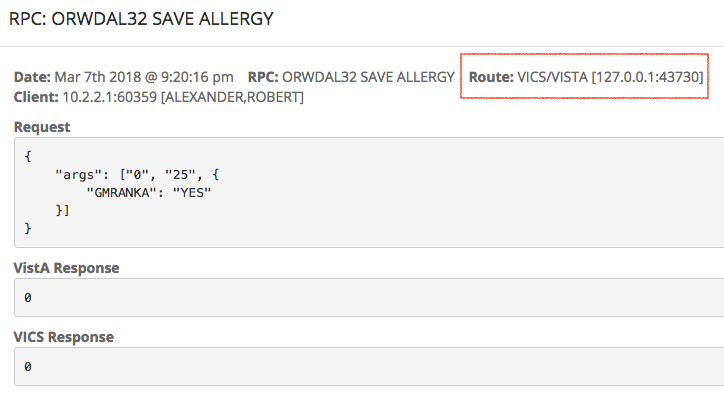 RPC: ORWDAL32 SAVE ALLERGY
Date: Mar 7th 2018 @ 9:20:16 pm RPC: ORWDAL32 SAVE ALLERGY Route: VICS/VISTA [127.0.0.1:43730]
Client: 10.2.2.1:60359 [ALEXANDER,ROBERT]
Request
{
    "args": ["0", "25", {
        "GMRANKA": "YES"
    }]
}
VistA Response
0
VICS Response
0